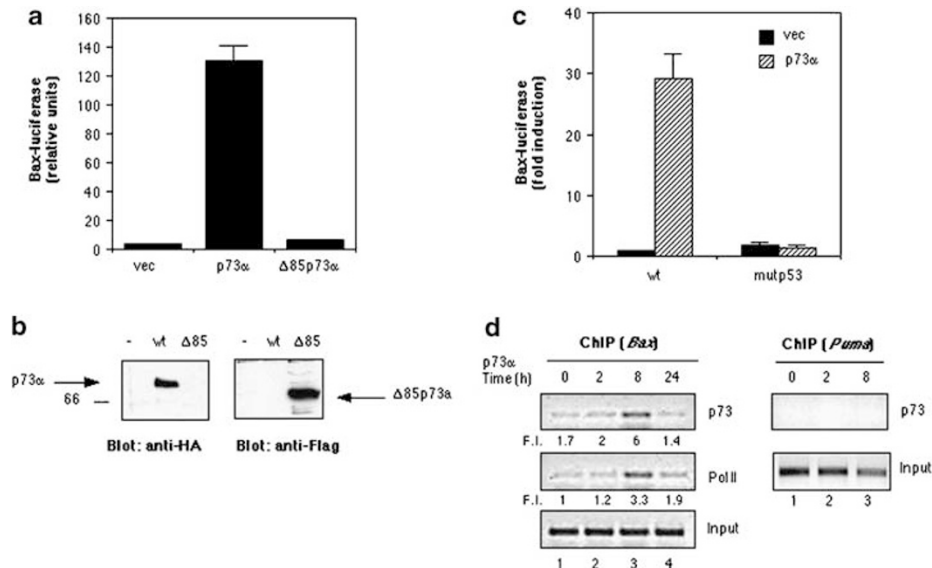 a
160
140
120
100
80
60
40
20
0
Bax-luciferase
(relative units)
vec p73α Δ85p73α
b
- wt Δ85
- wt Δ85
p73α
66
Δ85p73a
Blot: anti-HA
Blot: anti-Flag
c
40
30
20
10
0
Bax-luciferase
(fold induction)
vec
p73α
wt mutp53
d
ChIP (Bax)
p73α
Time (h) 0 2 8 24
p73
F.I. 1.7 2 6 1.4
Pol II
F.I. 1 1.2 3.3 1.9
Input
1 2 3 4
ChIP (Puma)
0 2 8
p73
Input
1 2 3